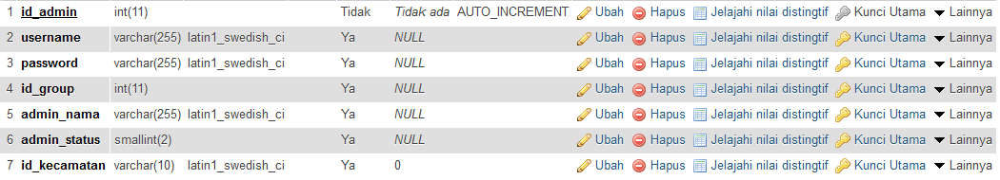 1 id_admin int(11) Tidak Tidak ada AUTO_INCREMENT Ubah Hapus Jelajahi nilai distingtif Kunci Utama Lainnya
2 username varchar(255) latin1_swedish_ci Ya NULL Ubah Hapus Jelajahi nilai distingtif Kunci Utama Lainnya
3 password varchar(255) latin1_swedish_ci Ya NULL Ubah Hapus Jelajahi nilai distingtif Kunci Utama Lainnya
4 id_group int(11) Ya NULL Ubah Hapus Jelajahi nilai distingtif Kunci Utama Lainnya
5 admin_nama varchar(255) latin1_swedish_ci Ya NULL Ubah Hapus Jelajahi nilai distingtif Kunci Utama Lainnya
6 admin_status smallint(2) Ya NULL Ubah Hapus Jelajahi nilai distingtif Kunci Utama Lainnya
7 id_kecamatan varchar(10) latin1_swedish_ci Ya 0 Ubah Hapus Jelajahi nilai distingtif Kunci Utama Lainnya